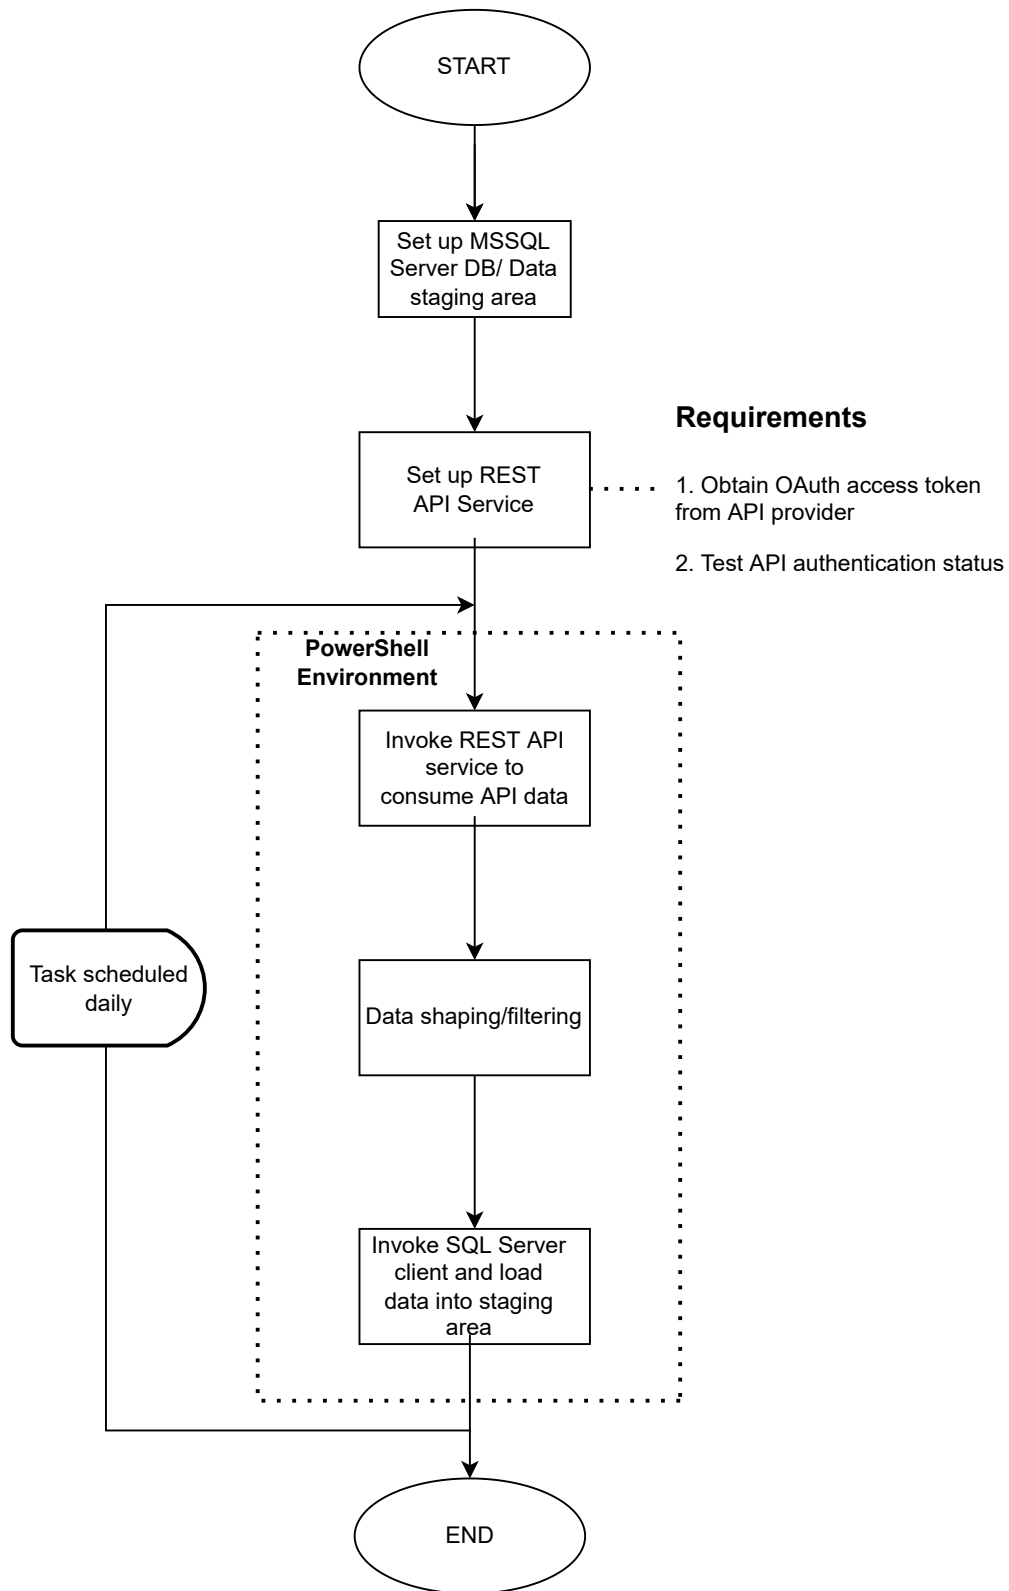 START
Set up MSSQL
Server DB/ Data
staging area
Requirements
Set up REST
API Service
1. Obtain OAuth access token
from API provider
2. Test API authentication status
PowerShell
Environment
Invoke REST API
service to
consume API data
Task scheduled
daily
Data shaping/filtering
Invoke SQL Server
client and load
data into staging
area
END